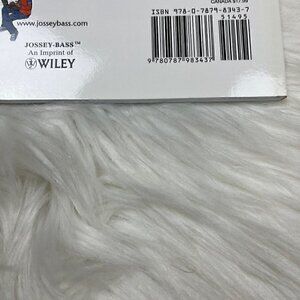 www.josseybass.com
JOSSEY-BASS™
An Imprint of
WILEY
CANADA $17.99
ISBN 978-0-7879-8343-7
51495
9 780787 983437